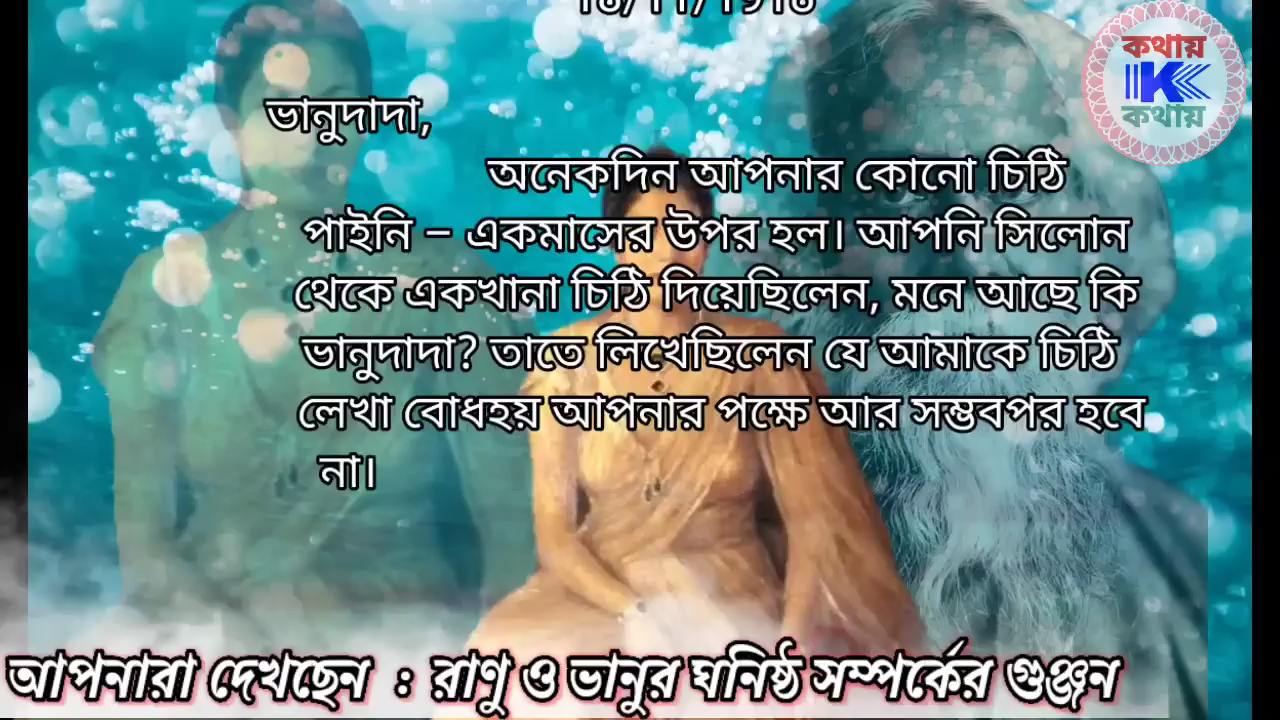 ভানুদাদা,
অনেকদিন আপনার কোনো চিঠি
পাইনি – একমাসের উপর হল। আপনি সিলোন
থেকে একখানা চিঠি দিয়েছিলেন, মনে আছে কি
ভানুদাদা? তাতে লিখেছিলেন যে আমাকে চিঠি
লেখা বোধহয় আপনার পক্ষে আর সম্ভবপর হবে
না।
কথায়
K
কথায়
আপনারা দেখছেন : রাণু ও ভানুর ঘনিষ্ঠ সম্পর্কের গুঞ্জন